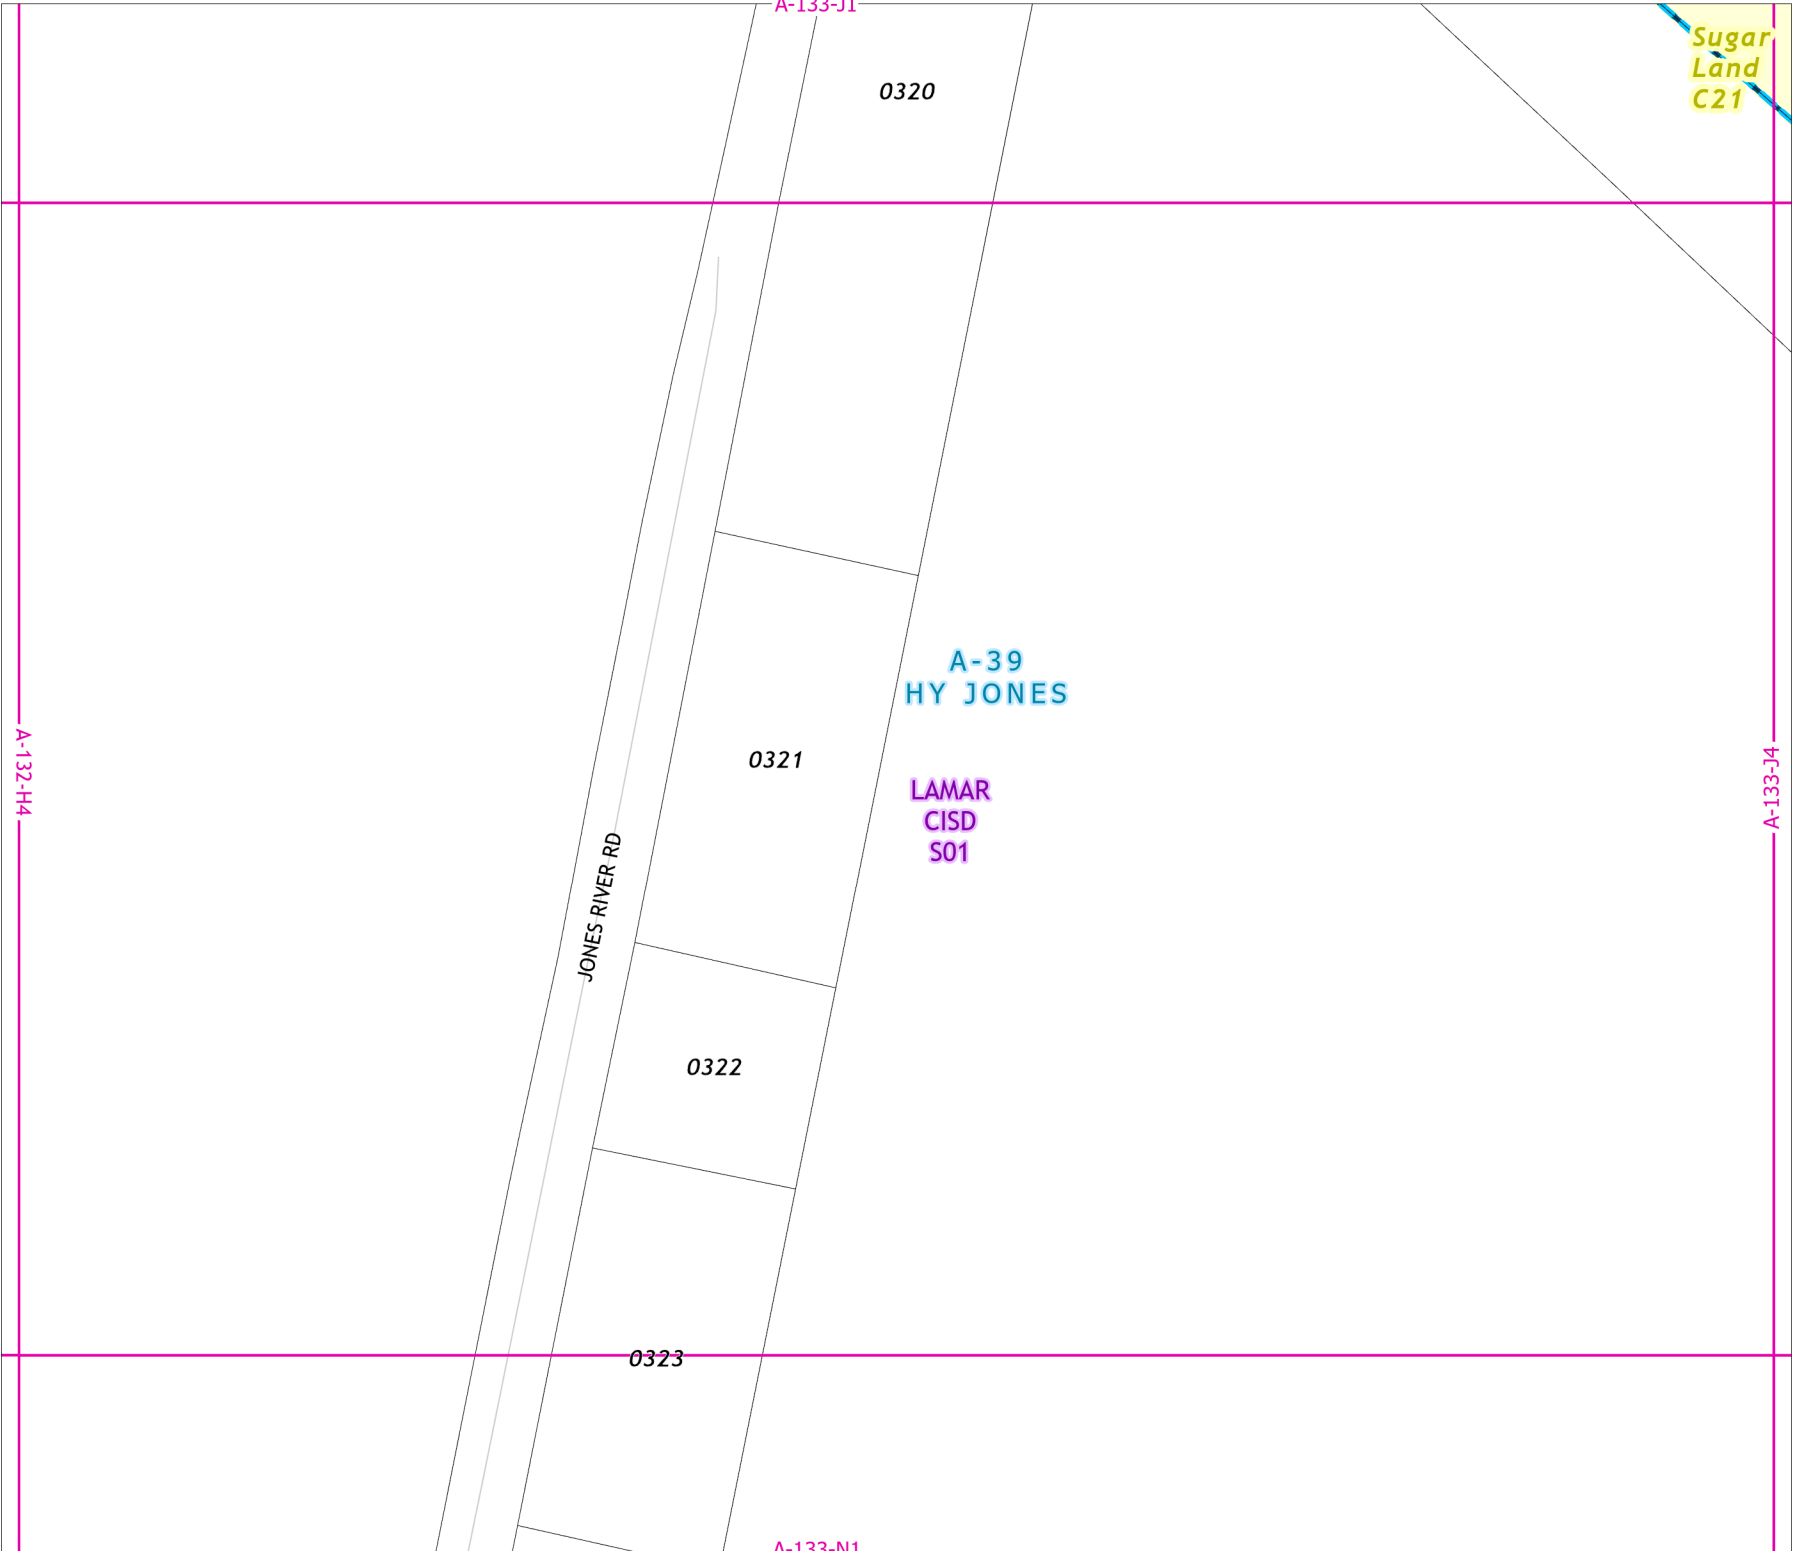 A-133-J1
Sugar
Land
C21
0320
A-39
HY JONES
A-132-H4
0321
A-133-J4
LAMAR
CISD
S01
JONES RIVER RD
0322
0323
A-133-N1